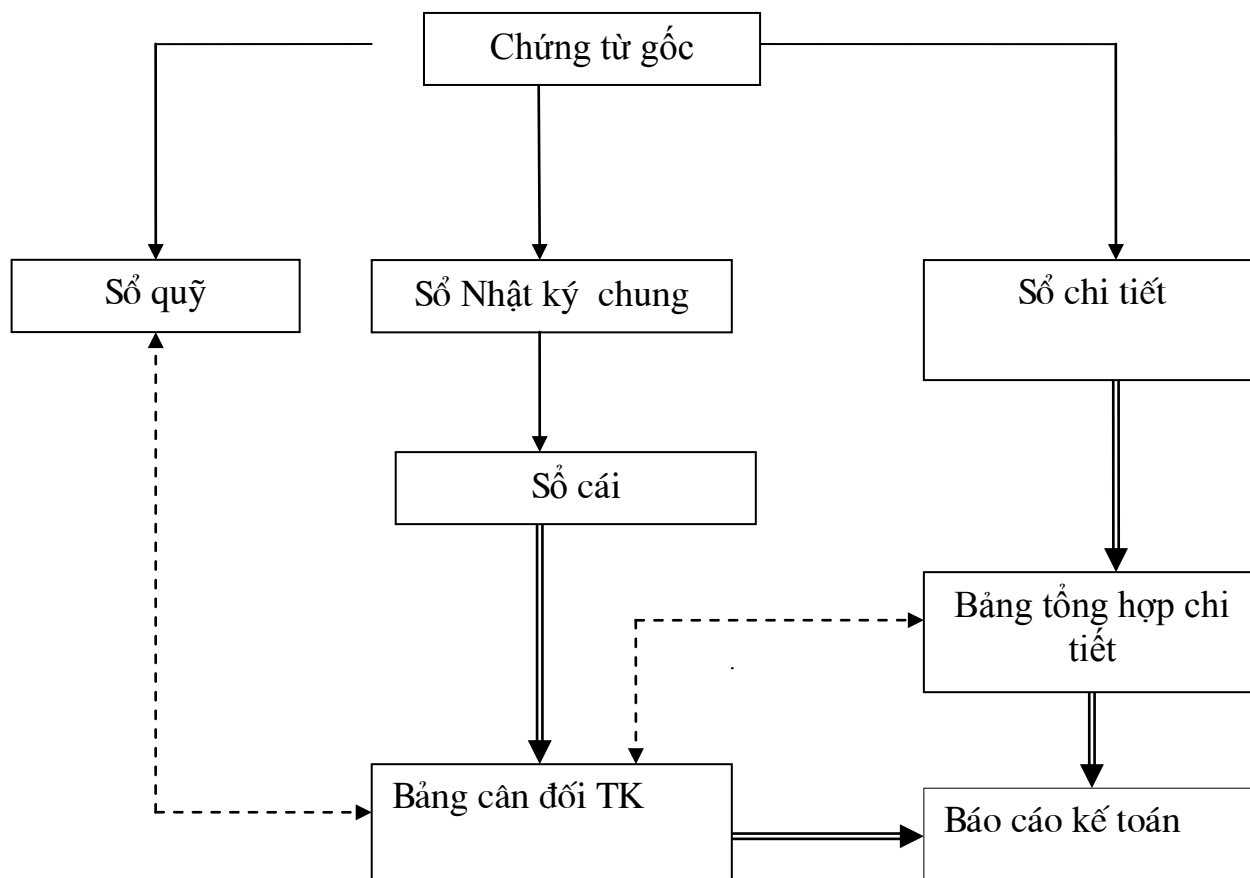 Chứng từ gốc
Sổ quỹ
Sổ Nhật ký chung
Sổ chi tiết
Sổ cái
Bảng tổng hợp chi
tiết
Bảng cân đối TK
Báo cáo kế toán